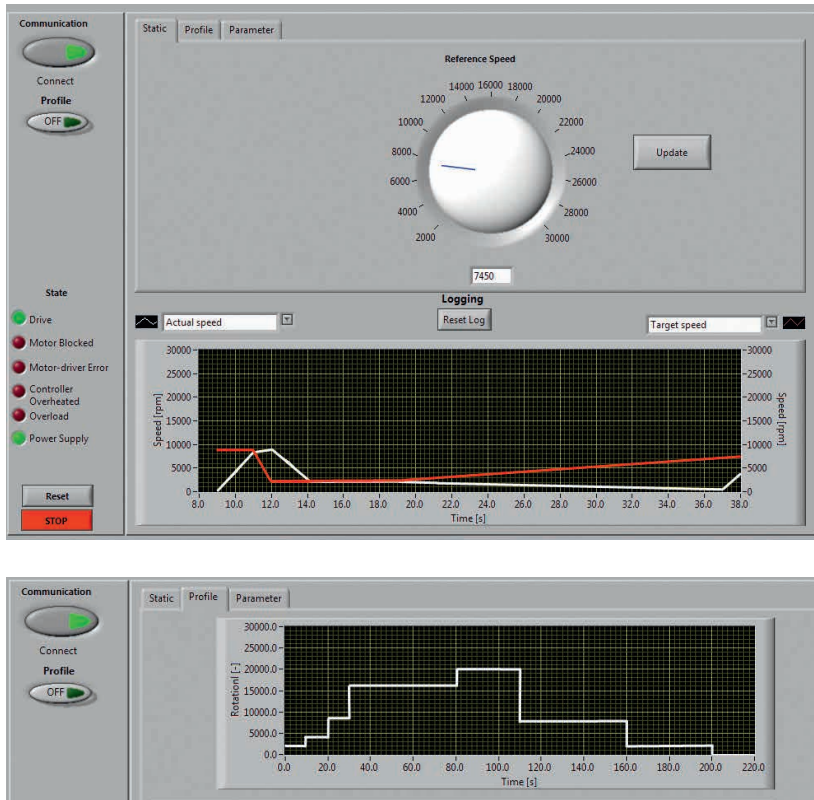 Communication
Connect
Profile
OFF
Static Profile Parameter
Reference Speed
2000 4000 6000 8000 10000 12000 14000 16000 18000 20000 22000 24000 26000 28000 30000
7450
Update
State
Drive
Motor Blocked
Motor-driver Error
Controller
Overheated
Overload
Power Supply
Reset
STOP
Logging
Actual speed
Reset Log
Target speed
30000 30000
25000 25000
20000 20000
15000 15000
10000 10000
5000 5000
0 0
Speed [rpm]
Speed [rpm]
8.0 10.0 12.0 14.0 16.0 18.0 20.0 22.0 24.0 26.0 28.0 30.0 32.0 34.0 36.0 38.0
Time [s]
Communication
Connect
Profile
OFF
Static Profile Parameter
30000.0
25000.0
20000.0
15000.0
10000.0
5000.0
0.0
Rotationl [-]
0.0 20.0 40.0 60.0 80.0 100.0 120.0 140.0 160.0 180.0 200.0 220.0
Time [s]